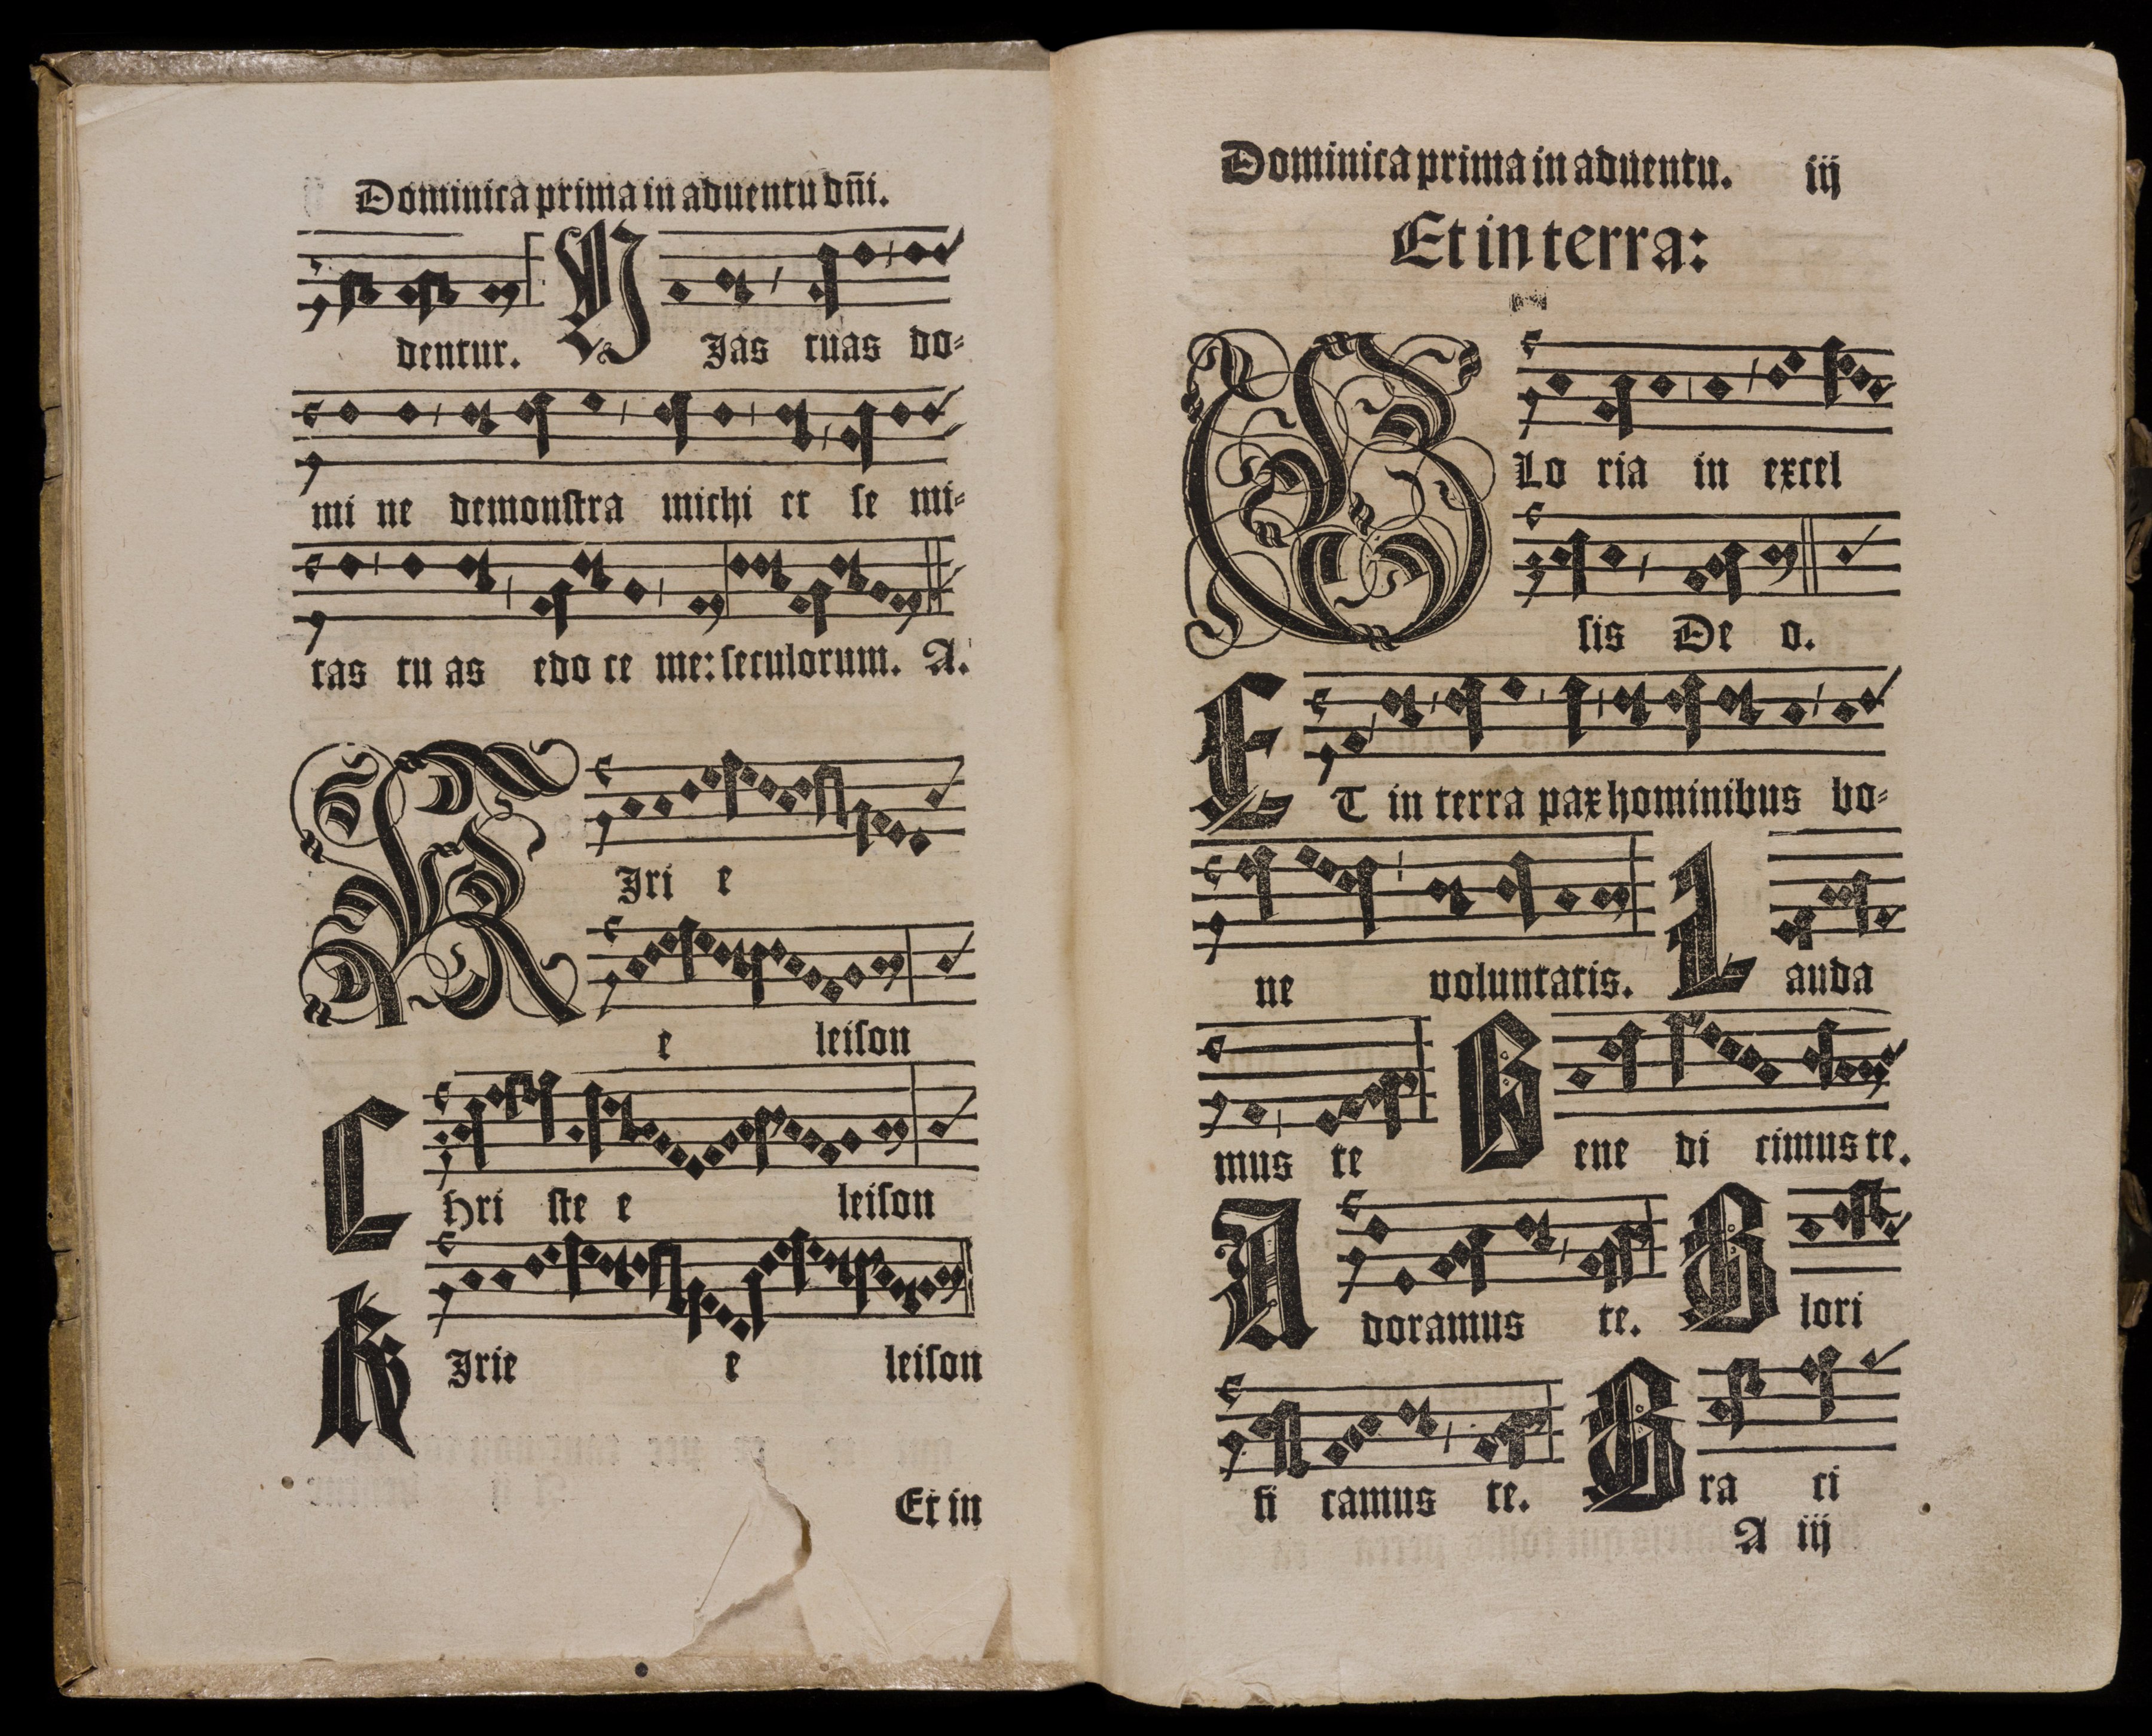 Dominica prima in aduentu dñi.
dentur. V Jas tuas do⸗
mi ne demonſtra michi et ſe mi⸗
tas tu as edo ce me: ſeculorum. A.
K Jri e
e leiſon
C Hri ſte e leiſon
K Jrie e leiſon
Et in
Dominica prima in aduentu. iij
Et in terra:
G Lo ria in excel
ſis De o.
E T in terra pax hominibus bo⸗
ne voluntatis. L auda
mus te B ene di cimus te.
A doramus te. G lori
fi camus te. G ra ti
A iij